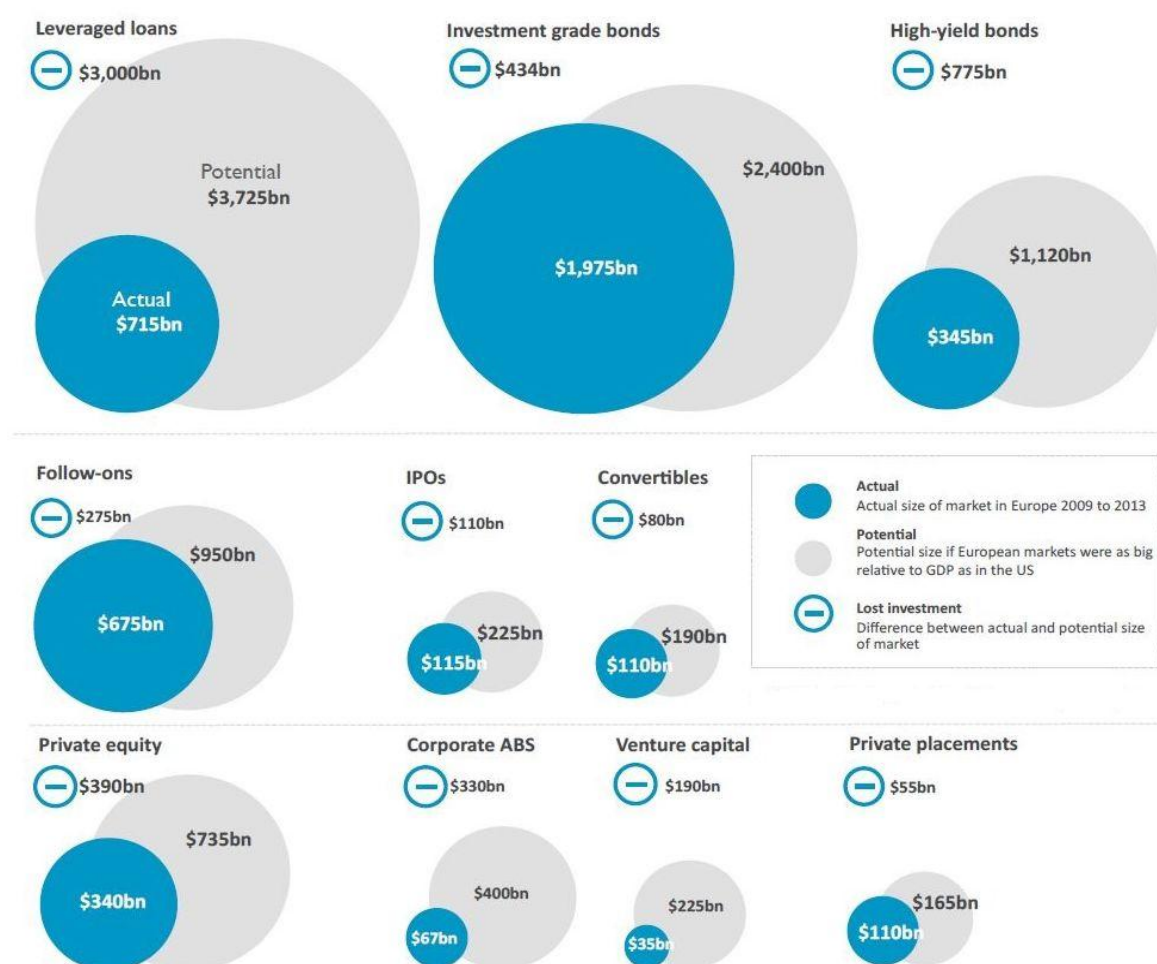 Leveraged loans
$3,000bn
Potential
$3,725bn
Actual
$715bn
Investment grade bonds
$434bn
$2,400bn
$1,975bn
High-yield bonds
$775bn
$1,120bn
$345bn
Follow-ons
$275bn
$950bn
$675bn
IPOs
$110bn
$225bn
$115bn
Convertibles
$80bn
$190bn
$110bn
Actual
Actual size of market in Europe 2009 to 2013
Potential
Potential size if European markets were as big
relative to GDP as in the US
Lost investment
Difference between actual and potential size
of market
Private equity
$390bn
$735bn
$340bn
Corporate ABS
$330bn
$400bn
$67bn
Venture capital
$190bn
$225bn
$35bn
Private placements
$55bn
$165bn
$110bn